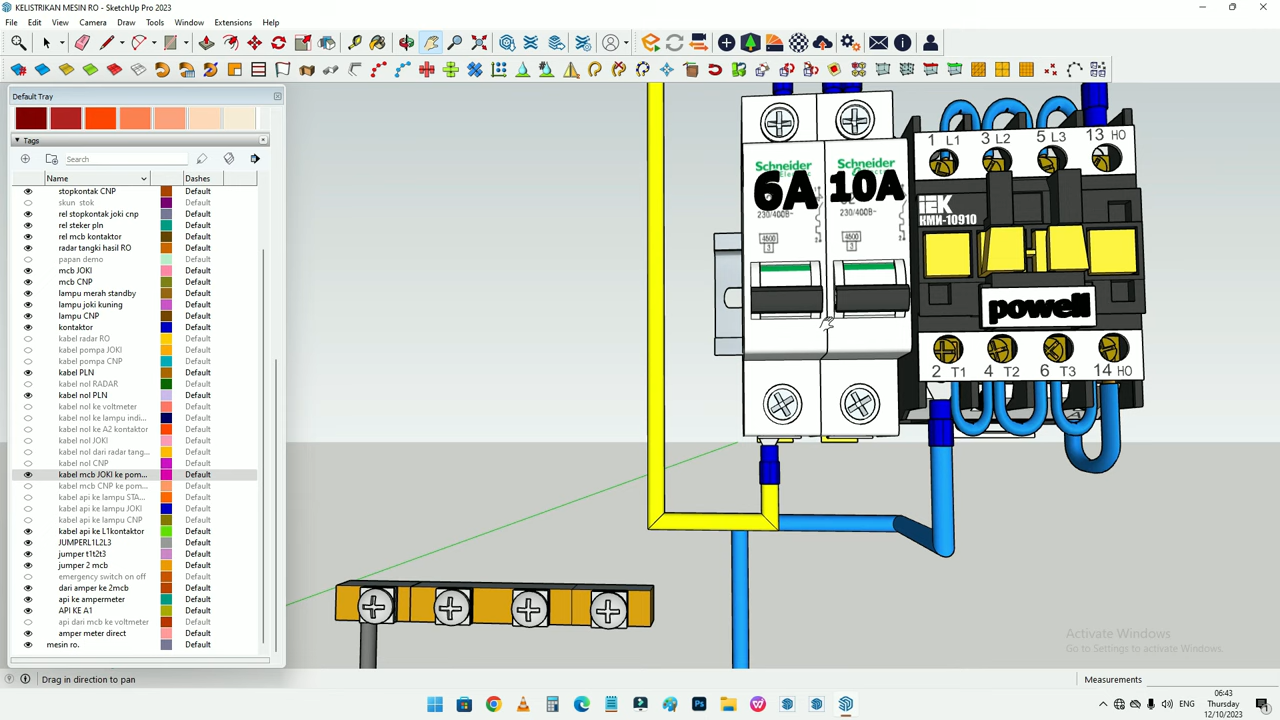 KELISTRIKAN MESIN RO - SketchUp Pro 2023
File Edit View Camera Draw Tools Window Extensions Help
Default Tray
Tags
Search
Name Dashes
stopkontak CNP Default
skun stok Default
rel stopkontak joki cnp Default
rel steker pln Default
rel mcb kontaktor Default
radar tangki hasil RO Default
papan demo Default
mcb JOKI Default
mcb CNP Default
lampu merah standby Default
lampu joki kuning Default
lampu CNP Default
kontaktor Default
kabel radar RO Default
kabel pompa JOKI Default
kabel pompa CNP Default
kabel PLN Default
kabel nol RADAR Default
kabel nol PLN Default
kabel nol ke voltmeter Default
kabel nol ke lampu indi... Default
kabel nol ke A2 kontaktor Default
kabel nol JOKI Default
kabel nol dari radar tang... Default
kabel nol CNP Default
kabel mcb JOKI ke pom... Default
kabel mcb CNP ke pom... Default
kabel api ke lampu STA... Default
kabel api ke lampu JOKI Default
kabel api ke lampu CNP Default
kabel api ke L1kontaktor Default
JUMPERL1L2L3 Default
jumper t1t2t3 Default
jumper 2 mcb Default
emergency switch on off Default
dari amper ke 2mcb Default
api ke ampermeter Default
API KE A1 Default
api dari mcb ke voltmeter Default
amper meter direct Default
mesin ro. Default
Schneider Schneider
6A 10A
230/400B~ 230/400B~
4500 4500
3 3
1 L1 3 L2 5 L3 13 HO
IEK
КМИ-10910
powell
2 T1 4 T2 6 T3 14 HO
Activate Windows
Go to Settings to activate Windows.
Drag in direction to pan
Measurements
ENG
06:43
Thursday
12/10/2023